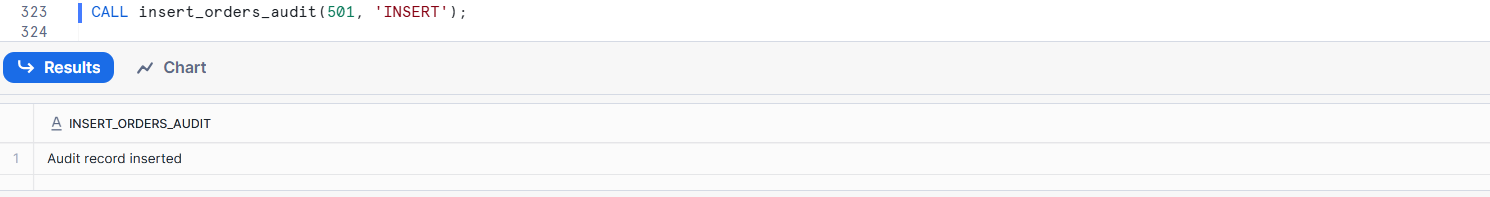 323 CALL insert_orders_audit(501, 'INSERT');
324
Results Chart
A INSERT_ORDERS_AUDIT
1 Audit record inserted